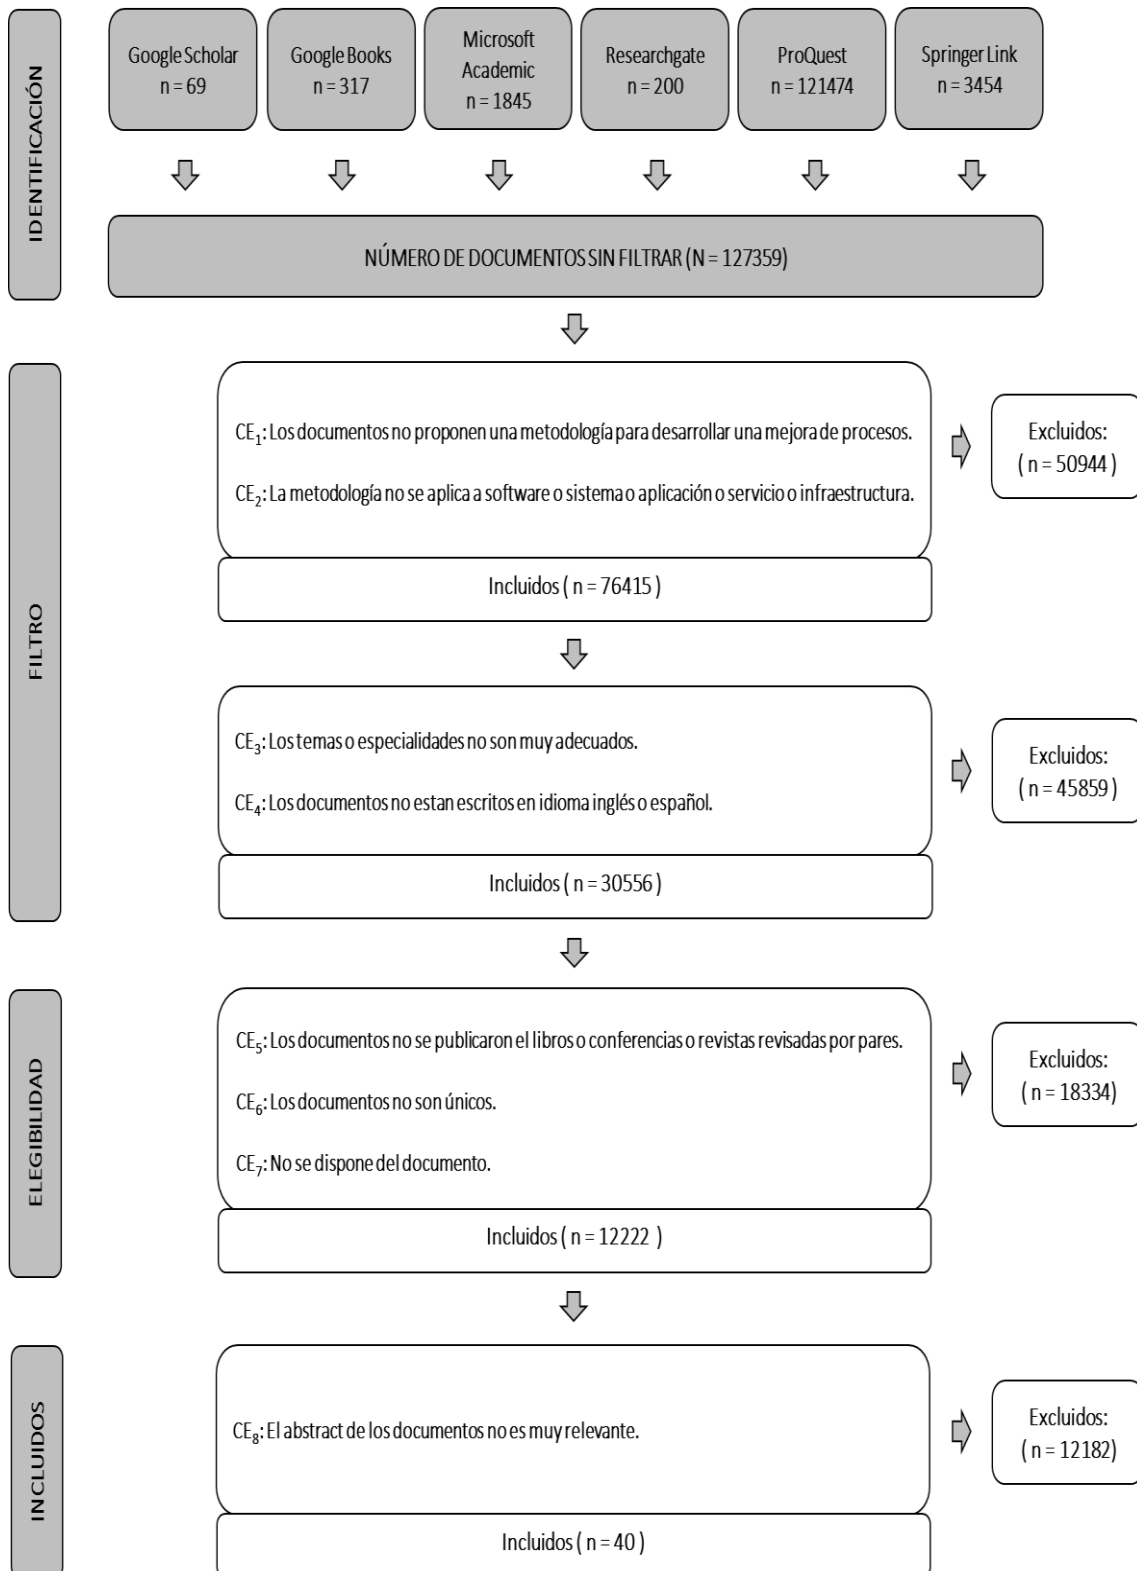 IDENTIFICACIÓN
Google Scholar
n = 69
Google Books
n = 317
Microsoft
Academic
n = 1845
Researchgate
n = 200
ProQuest
n = 121474
Springer Link
n = 3454
NÚMERO DE DOCUMENTOS SIN FILTRAR (N = 127359)
FILTRO
CE₁: Los documentos no proponen una metodología para desarrollar una mejora de procesos.
CE₂: La metodología no se aplica a software o sistema o aplicación o servicio o infraestructura.
Excluidos:
( n = 50944 )
Incluidos ( n = 76415 )
CE₃: Los temas o especialidades no son muy adecuados.
CE₄: Los documentos no estan escritos en idioma inglés o español.
Excluidos:
( n = 45859 )
Incluidos ( n = 30556 )
ELEGIBILIDAD
CE₅: Los documentos no se publicaron el libros o conferencias o revistas revisadas por pares.
CE₆: Los documentos no son únicos.
CE₇: No se dispone del documento.
Excluidos:
( n = 18334)
Incluidos ( n = 12222 )
INCLUIDOS
CE₈: El abstract de los documentos no es muy relevante.
Excluidos:
( n = 12182)
Incluidos ( n = 40 )